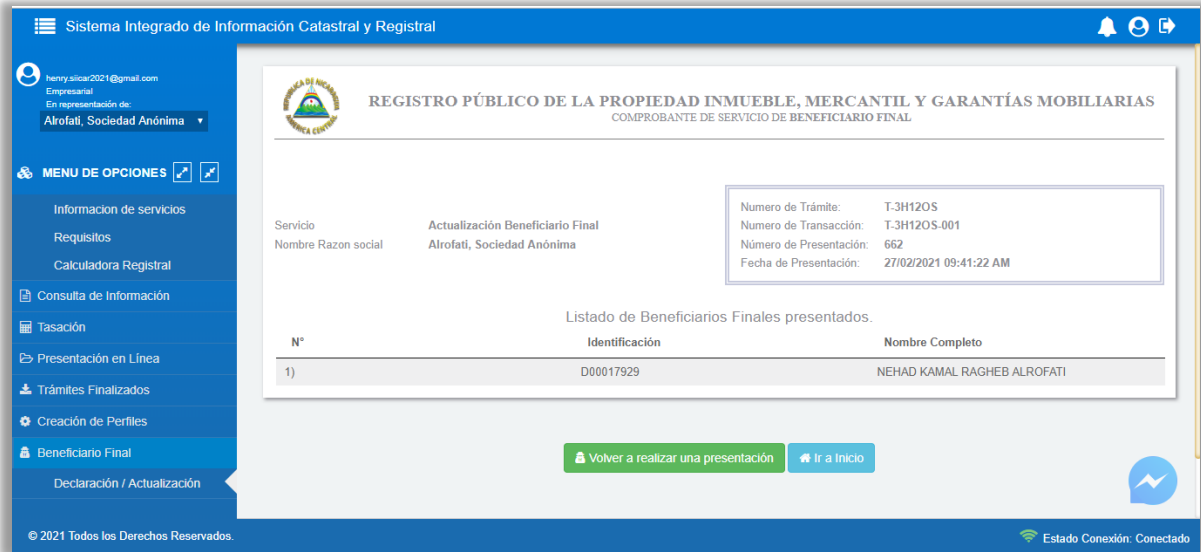 Sistema Integrado de Información Catastral y Registral
henry.siicar2021@gmail.com
Empresarial
En representación de:
Alrofati, Sociedad Anónima
MENU DE OPCIONES
Informacion de servicios
Requisitos
Calculadora Registral
Consulta de Información
Tasación
Presentación en Línea
Trámites Finalizados
Creación de Perfiles
Beneficiario Final
Declaración / Actualización
REPUBLICA DE NICARAGUA
AMERICA CENTRAL
REGISTRO PÚBLICO DE LA PROPIEDAD INMUEBLE, MERCANTIL Y GARANTÍAS MOBILIARIAS
COMPROBANTE DE SERVICIO DE BENEFICIARIO FINAL
Servicio Actualización Beneficiario Final
Nombre Razon social Alrofati, Sociedad Anónima
Numero de Trámite: T-3H12OS
Numero de Transacción: T-3H12OS-001
Número de Presentación: 662
Fecha de Presentación: 27/02/2021 09:41:22 AM
Listado de Beneficiarios Finales presentados.
N° Identificación Nombre Completo
1) D00017929 NEHAD KAMAL RAGHEB ALROFATI
Volver a realizar una presentación
Ir a Inicio
© 2021 Todos los Derechos Reservados.
Estado Conexión: Conectado